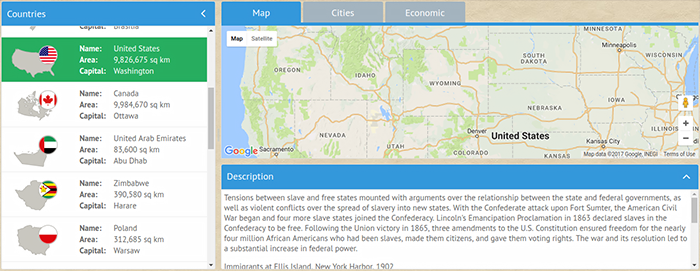 Countries
Capital: Brasilia
Name: United States
Area: 9,826,675 sq km
Capital: Washington
Name: Canada
Area: 9,984,670 sq km
Capital: Ottawa
Name: United Arab Emirates
Area: 83,600 sq km
Capital: Abu Dhabi
Name: Zimbabwe
Area: 390,580 sq km
Capital: Harare
Name: Poland
Area: 312,685 sq km
Capital: Warsaw
Map Cities Economic
Map Satellite
MINNESOTA
Minneapolis
WISCONSIN
SOUTH DAKOTA
OREGON
IDAHO
WYOMING
NEBRASKA
IOWA
ILLINOIS
NEVADA
UTAH
COLORADO
Denver
United States
Kansas City
KANSAS
MISSOURI
Sacramento
Google
Map data ©2017 Google, INEGI Terms of Use
Description
Tensions between slave and free states mounted with arguments over the relationship between the state and federal governments, as
well as violent conflicts over the spread of slavery into new states. With the Confederate attack upon Fort Sumter, the American Civil
War began and four more slave states joined the Confederacy. Lincoln's Emancipation Proclamation in 1863 declared slaves in the
Confederacy to be free. Following the Union victory in 1865, three amendments to the U.S. Constitution ensured freedom for the nearly
four million African Americans who had been slaves, made them citizens, and gave them voting rights. The war and its resolution led to
a substantial increase in federal power.
Immigrants at Ellis Island, New York Harbor, 1902